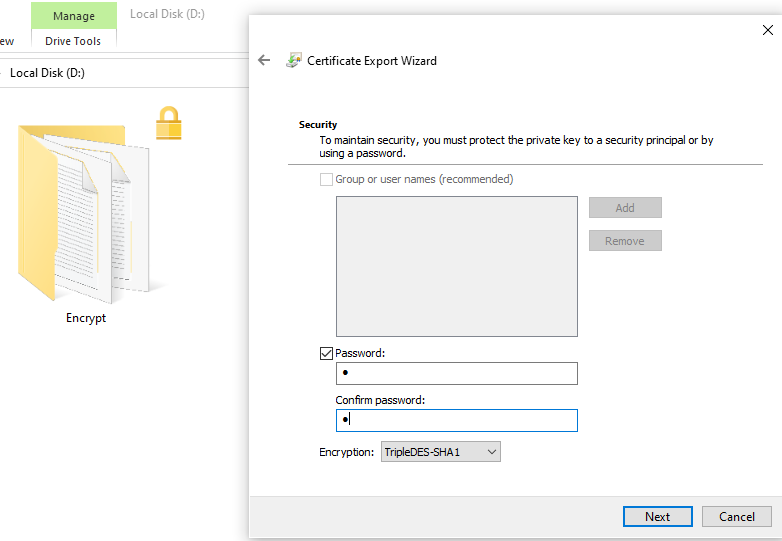 Manage
Local Disk (D:)
ew
Drive Tools
Local Disk (D:)
Encrypt
Certificate Export Wizard
Security
To maintain security, you must protect the private key to a security principal or by
using a password.
Group or user names (recommended)
Add
Remove
Password:
Confirm password:
Encryption:
TripleDES-SHA1
Next
Cancel